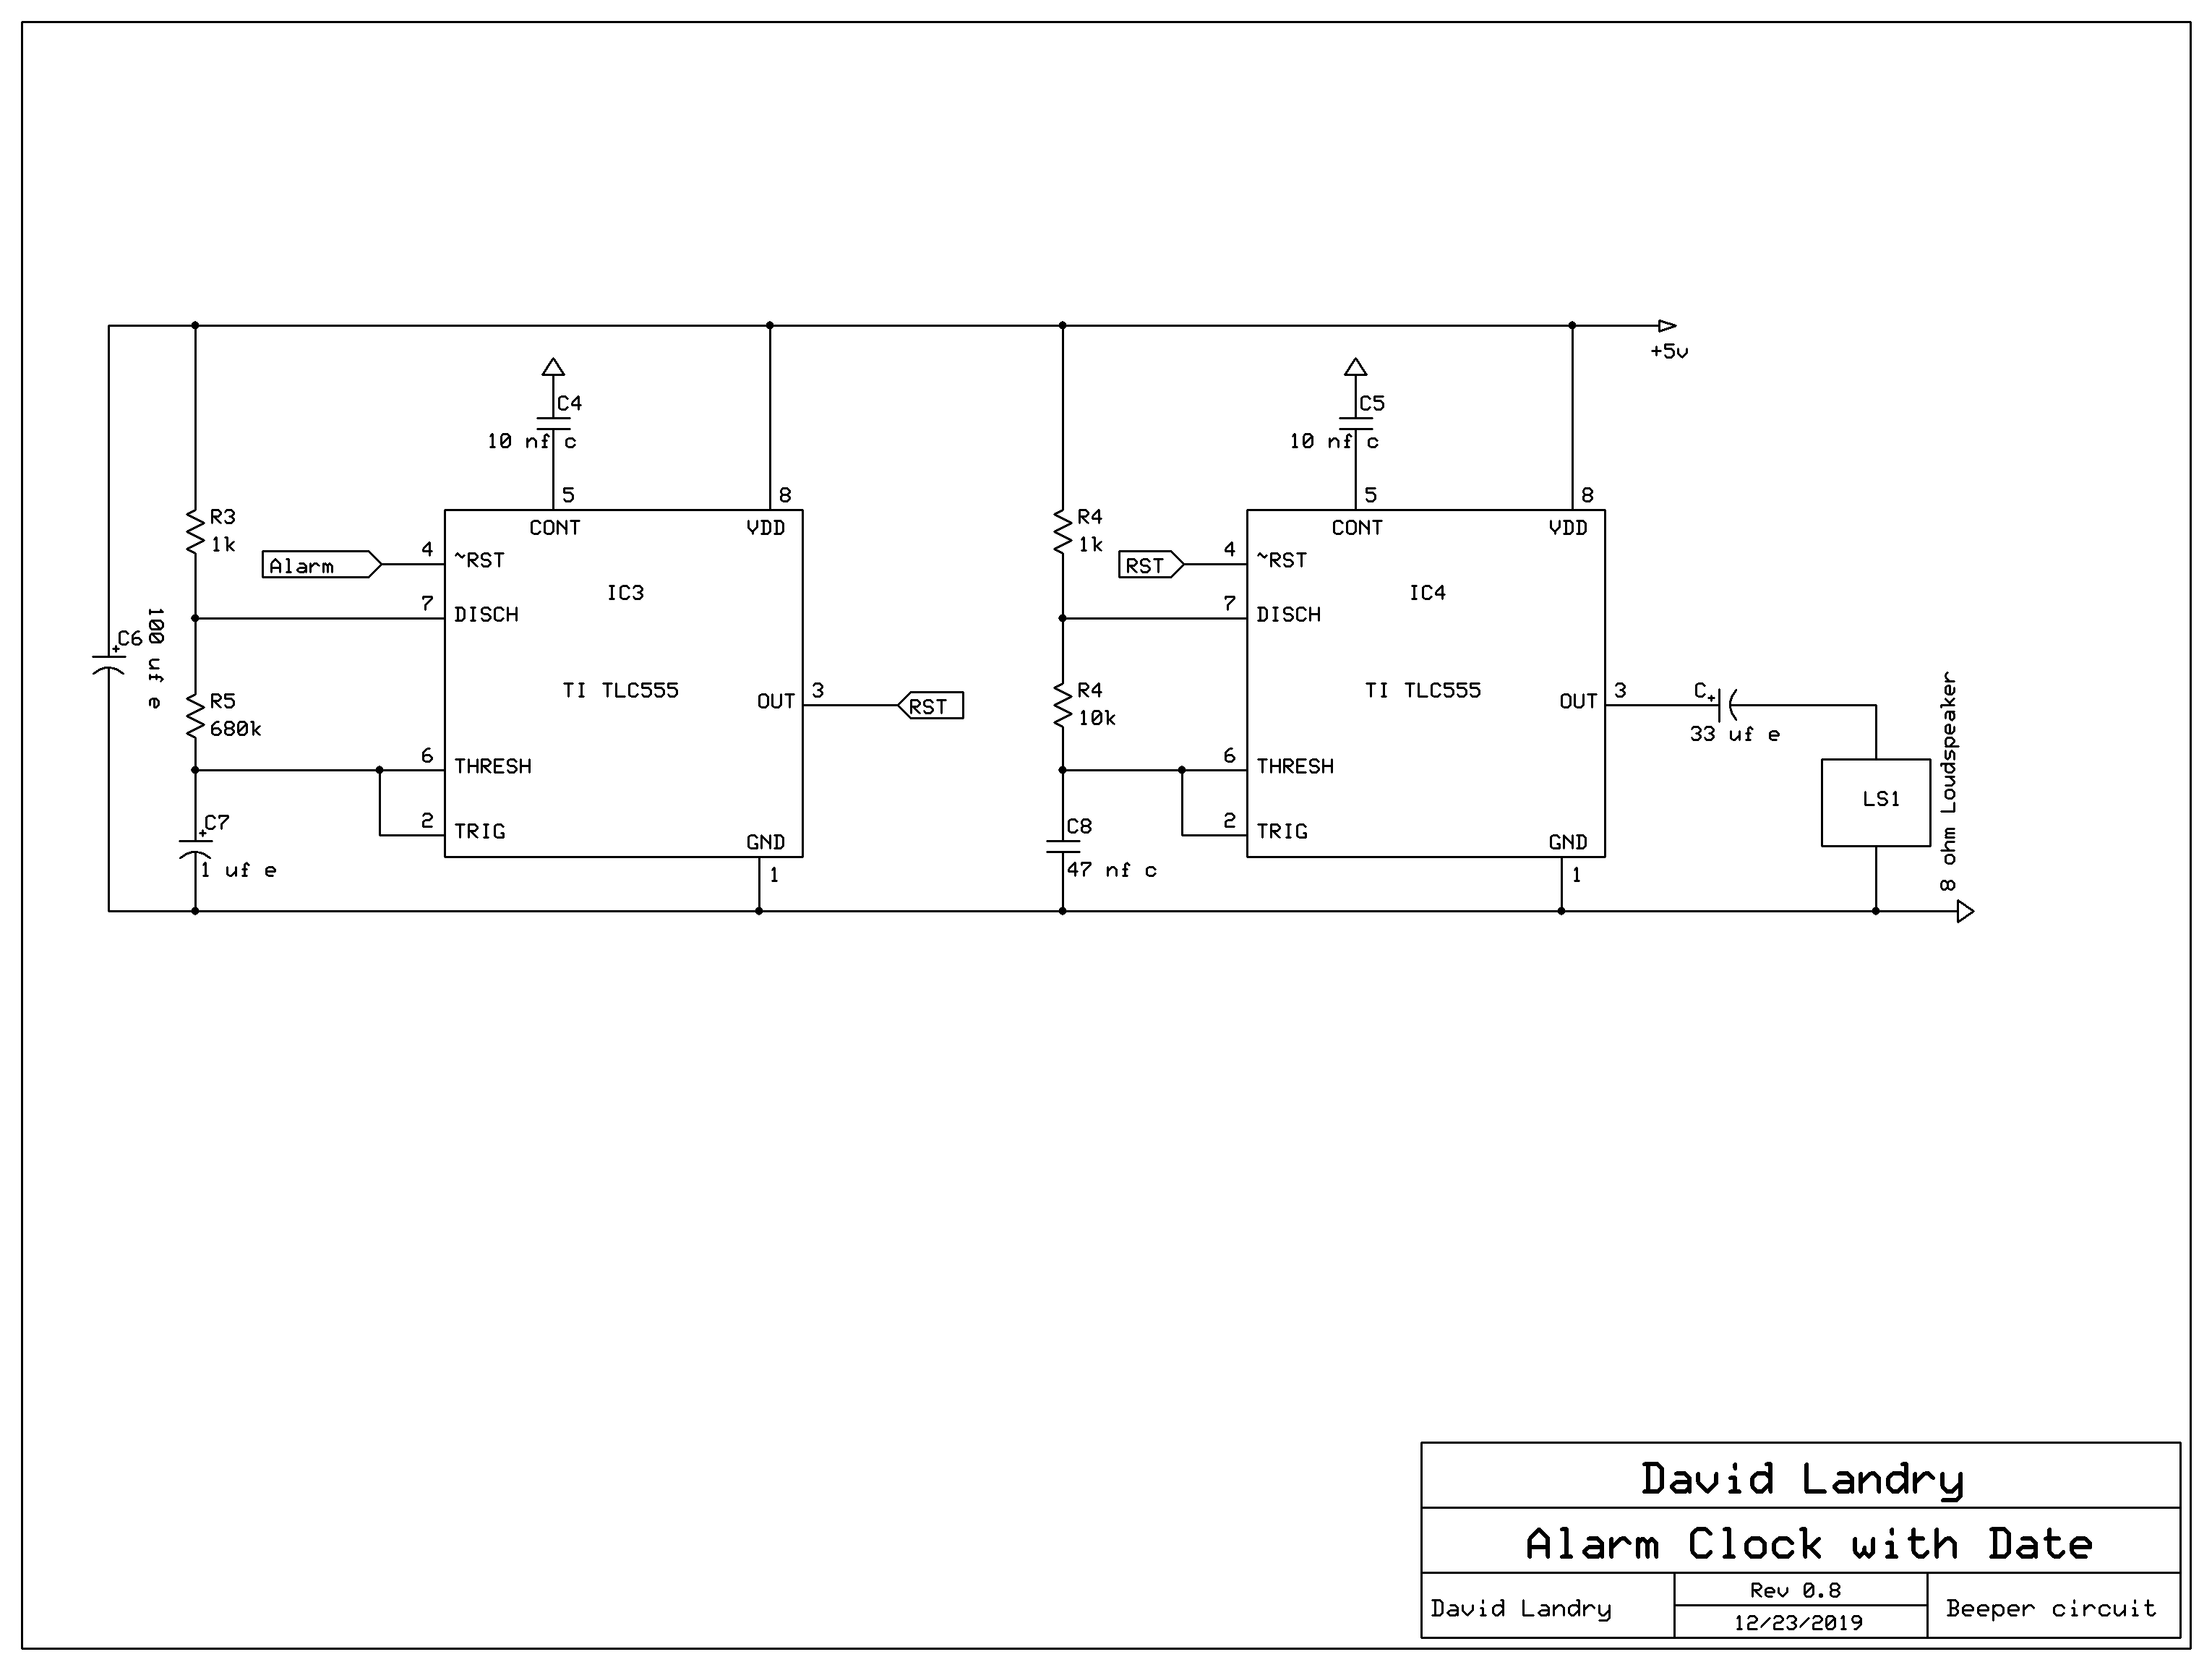 +5v
C4
10 nf c
C5
10 nf c
5
8
5
8
R3
1k
CONT
VDD
R4
1k
CONT
VDD
Alarm
4
~RST
RST
4
~RST
IC3
IC4
7
DISCH
7
DISCH
C6
+
100 nf e
R5
680k
TI TLC555
3
OUT
RST
R4
10k
TI TLC555
3
OUT
C
+
33 uf e
8 ohm Loudspeaker
6
THRESH
6
THRESH
LS1
C7
+
1 uf e
2
TRIG
GND
1
C8
47 nf c
2
TRIG
GND
1
David Landry
Alarm Clock with Date
David Landry
Rev 0.8
12/23/2019
Beeper circuit